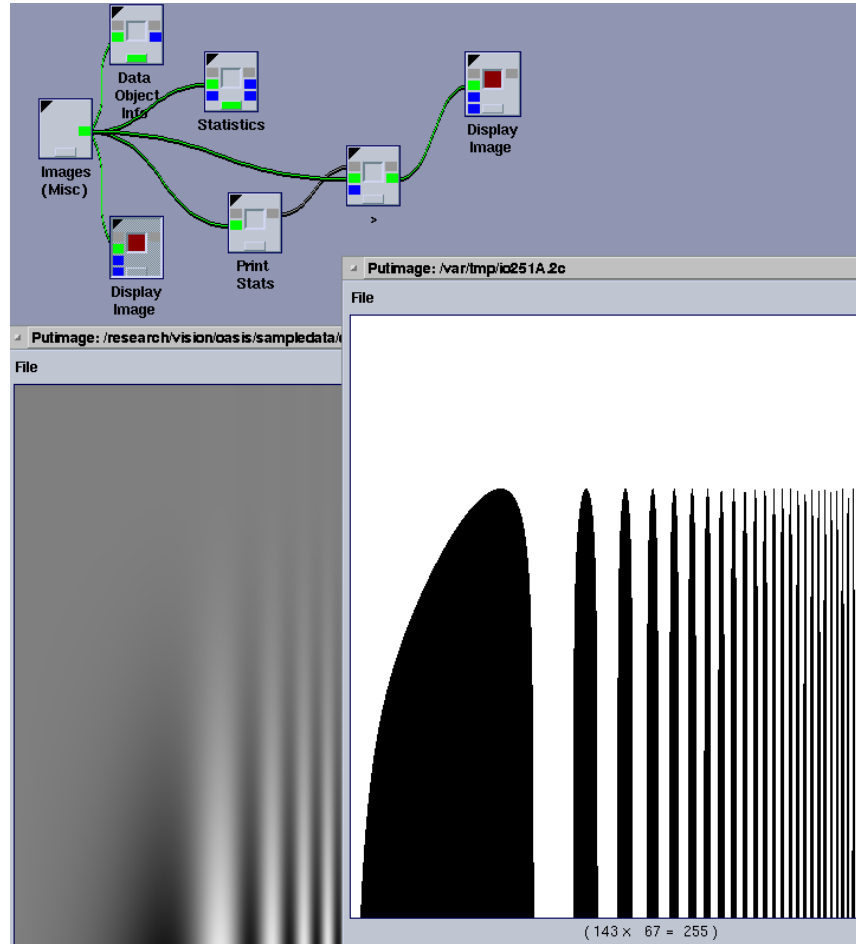 Data
Object
Info
Statistics
Display
Image
Images
(Misc)
>
Print
Stats
Display
Image
Putimage: /var/tmp/io251A.2c
File
Putimage: /research/vision/oasis/sampledata/
File
( 143 x 67 = 255 )